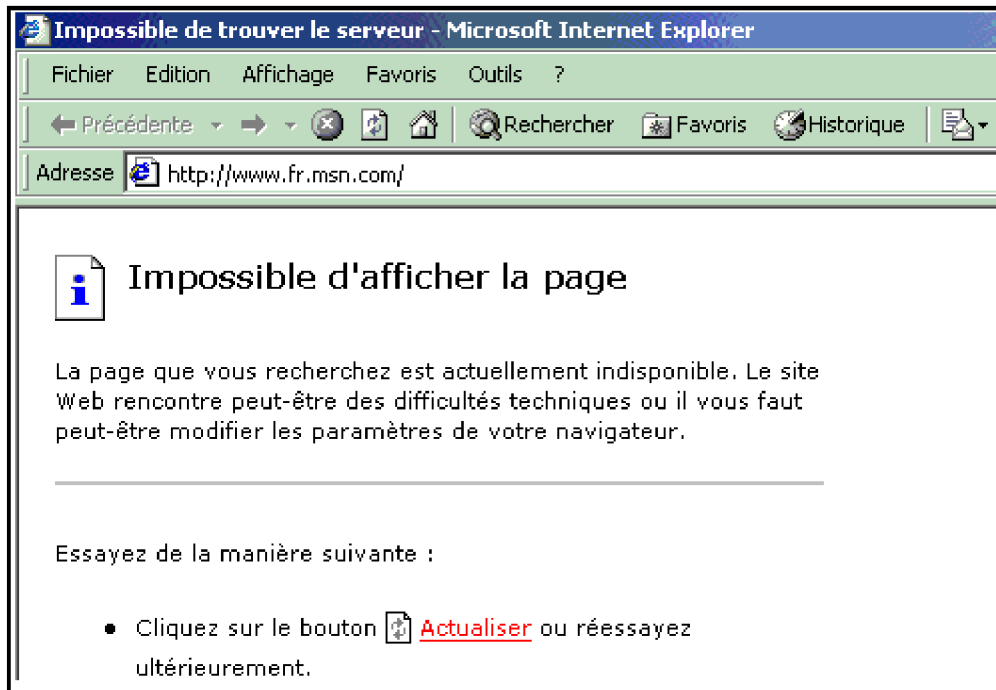 Impossible de trouver le serveur - Microsoft Internet Explorer
Fichier Edition Affichage Favoris Outils ?
Précédente Rechercher Favoris Historique
Adresse http://www.fr.msn.com/
Impossible d'afficher la page
La page que vous recherchez est actuellement indisponible. Le site
Web rencontre peut-être des difficultés techniques ou il vous faut
peut-être modifier les paramètres de votre navigateur.
Essayez de la manière suivante :
• Cliquez sur le bouton Actualiser ou réessayez
ultérieurement.